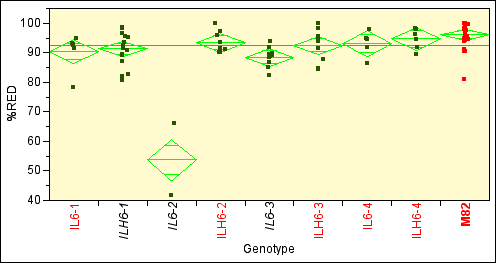 %RED
100
90
80
70
60
50
40
IL6-1
ILH6-1
IL6-2
ILH6-2
IL6-3
ILH6-3
IL6-4
ILH6-4
M82
Genotype